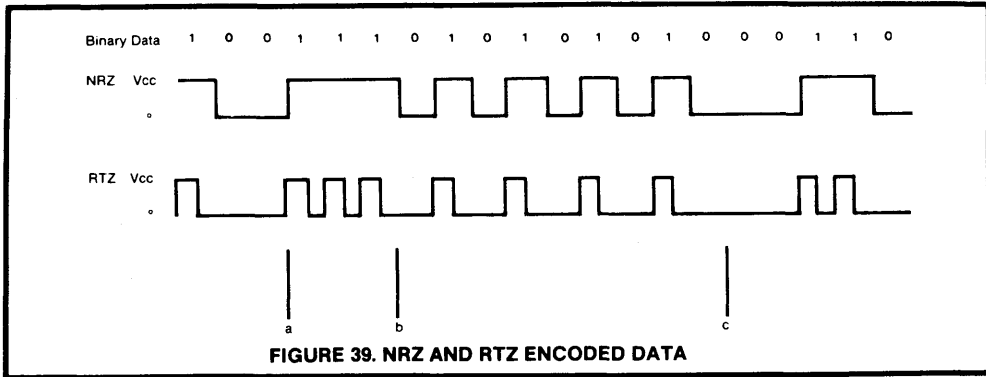 Binary Data 1 0 0 1 1 1 0 1 0 1 0 1 0 1 0 0 0 1 1 0
NRZ Vcc
o
RTZ Vcc
o
a b c
FIGURE 39. NRZ AND RTZ ENCODED DATA